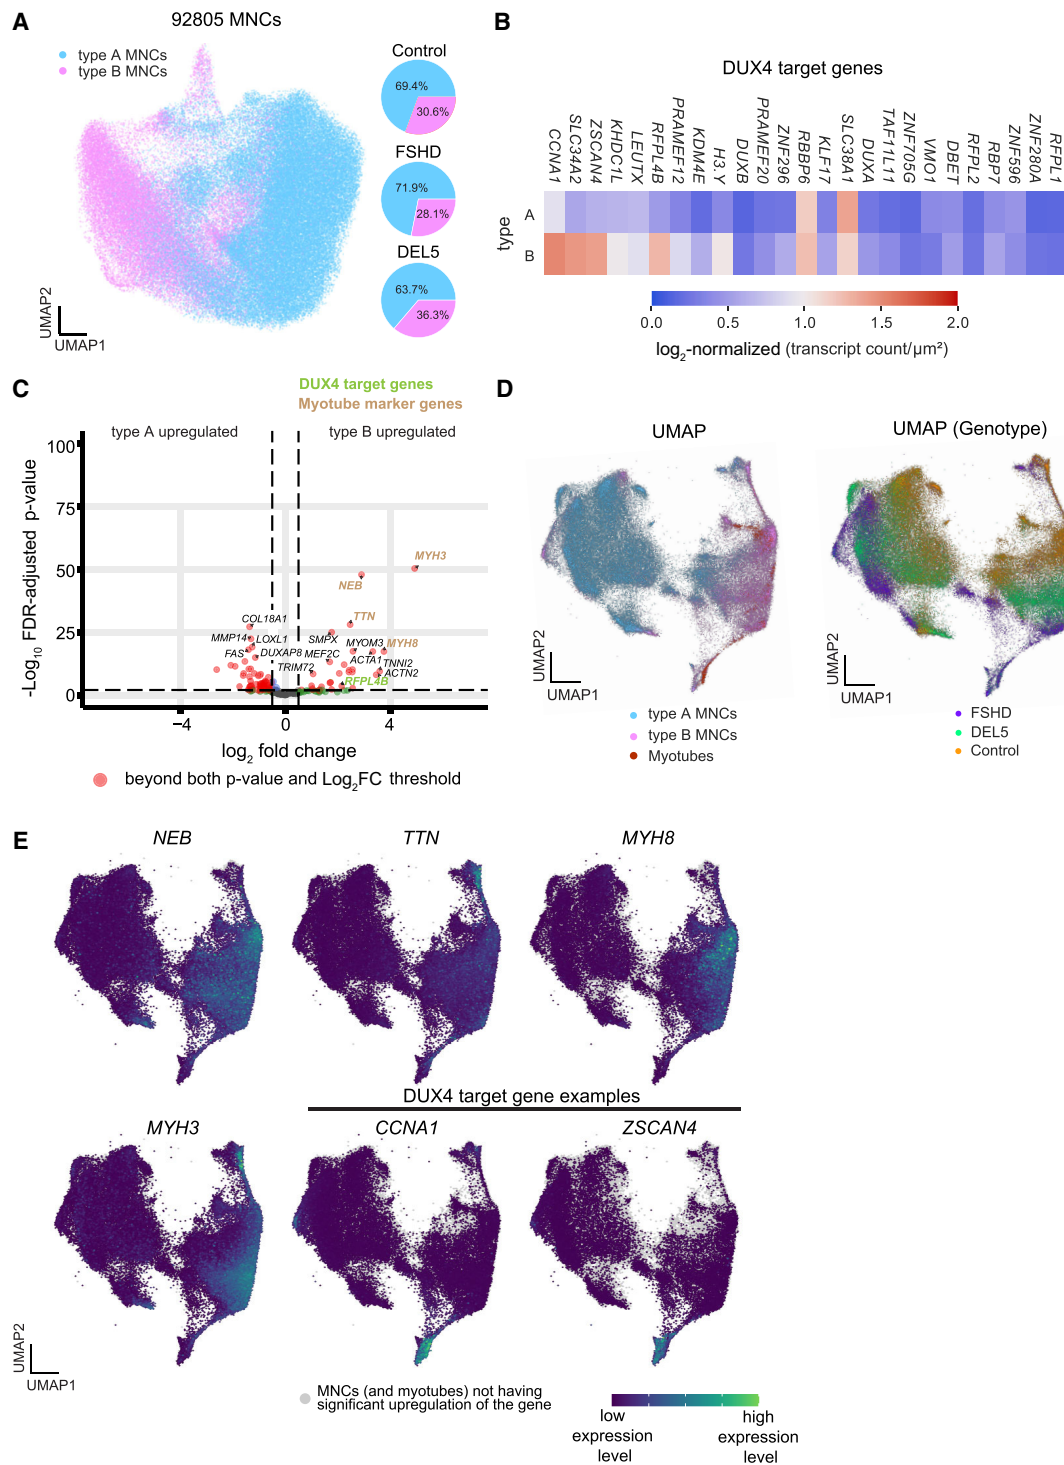 A
92805 MNCs
type A MNCs
type B MNCs
Control
69.4%
30.6%
FSHD
71.9%
28.1%
DEL5
63.7%
36.3%
UMAP2
UMAP1
B
DUX4 target genes
CCNA1
SLC34A2
ZSCAN4
KHDC1L
LEUTX
RFPL4B
PRAMEF12
KDM4E
H3.Y
DUXB
PRAMEF20
ZNF296
RBBP6
KLF17
SLC38A1
DUXA
TAF11L11
ZNF705G
VMO1
DBET
RFPL2
RBP7
ZNF596
ZNF280A
RFPL1
type
A
B
0.0 0.5 1.0 1.5 2.0
log₂-normalized (transcript count/µm²)
C
DUX4 target genes
Myotube marker genes
type A upregulated
type B upregulated
-Log₁₀ FDR-adjusted p-value
100
75
50
25
0
MYH3
NEB
TTN
COL18A1
MMP14
LOXL1
SMPX
MYOM3
MYH8
FAS
DUXAP8
MEF2C
ACTA1
TNNI2
TRIM72
ACTN2
RFPL4B
−4 0 4
log₂ fold change
beyond both p-value and Log₂FC threshold
D
UMAP
UMAP2
UMAP1
type A MNCs
type B MNCs
Myotubes
UMAP (Genotype)
UMAP2
UMAP1
FSHD
DEL5
Control
E
NEB
TTN
MYH8
DUX4 target gene examples
MYH3
CCNA1
ZSCAN4
UMAP2
UMAP1
MNCs (and myotubes) not having
significant upregulation of the gene
low
expression
level
high
expression
level